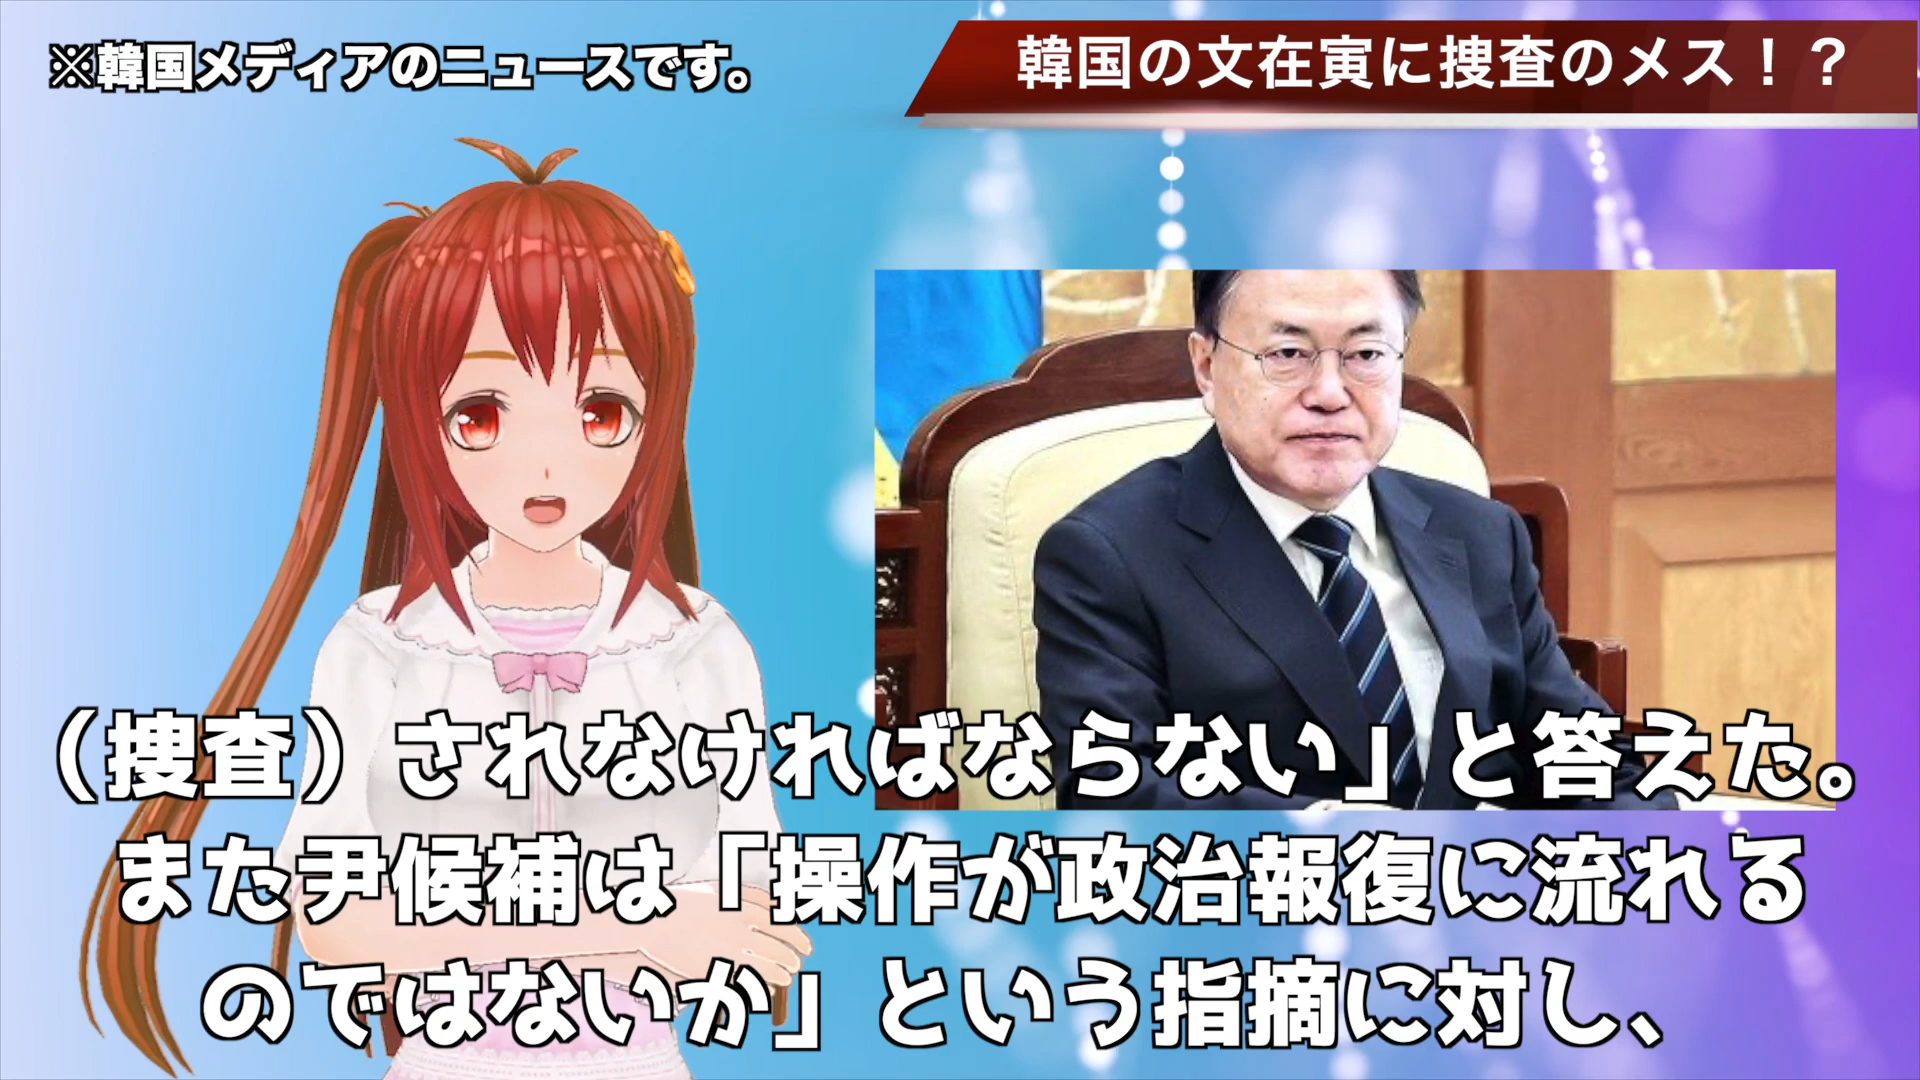 ※韓国メディアのニュースです。
韓国の文在寅に捜査のメス！？
（捜査）されなければならない」と答えた。
また尹候補は「操作が政治報復に流れる
のではないか」という指摘に対し、